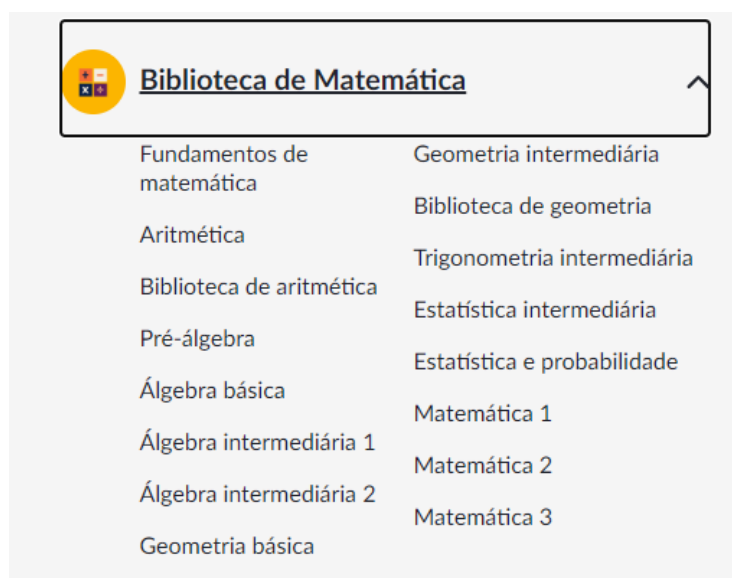 Biblioteca de Matemática
Fundamentos de
matemática
Aritmética
Biblioteca de aritmética
Pré-álgebra
Álgebra básica
Álgebra intermediária 1
Álgebra intermediária 2
Geometria básica
Geometria intermediária
Biblioteca de geometria
Trigonometria intermediária
Estatística intermediária
Estatística e probabilidade
Matemática 1
Matemática 2
Matemática 3